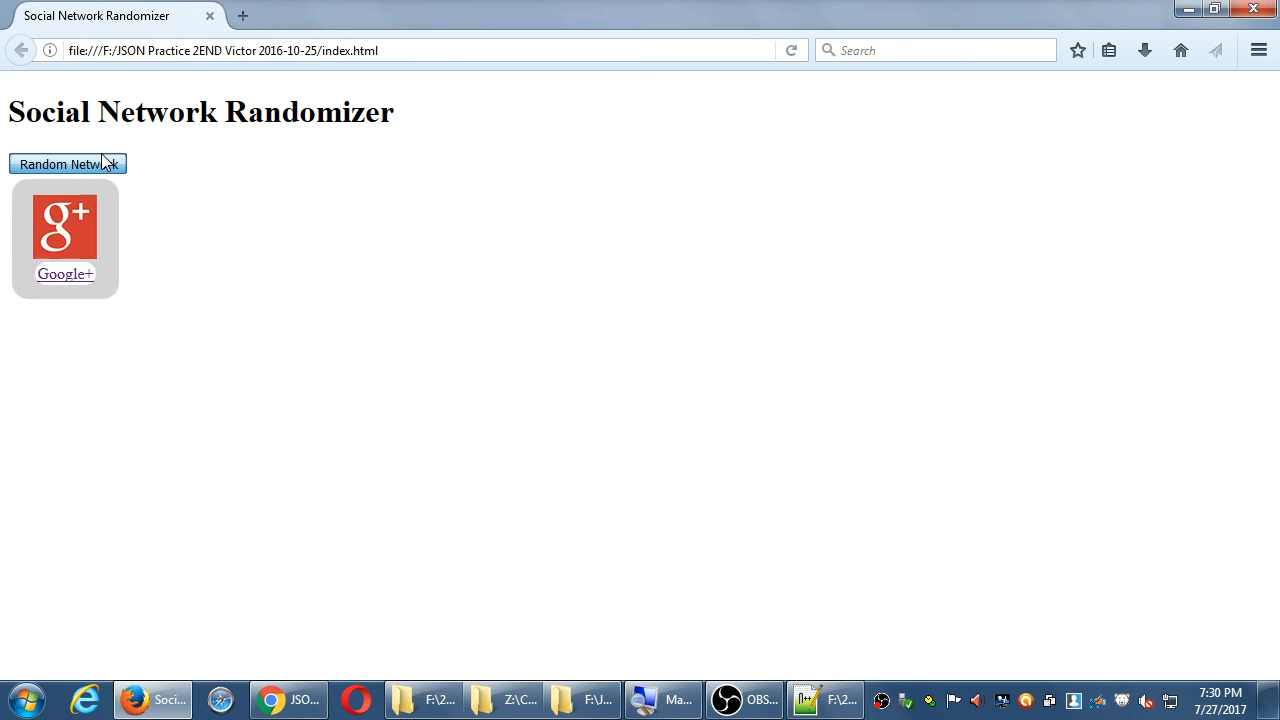 Social Network Randomizer
file:///F:/JSON Practice 2END Victor 2016-10-25/index.html
Search
Social Network Randomizer
Random Network
g+
Google+
Soci...
JSO...
F:\2...
Z:\C...
F:\J...
Ma...
OBS...
F:\2...
7:30 PM
7/27/2017